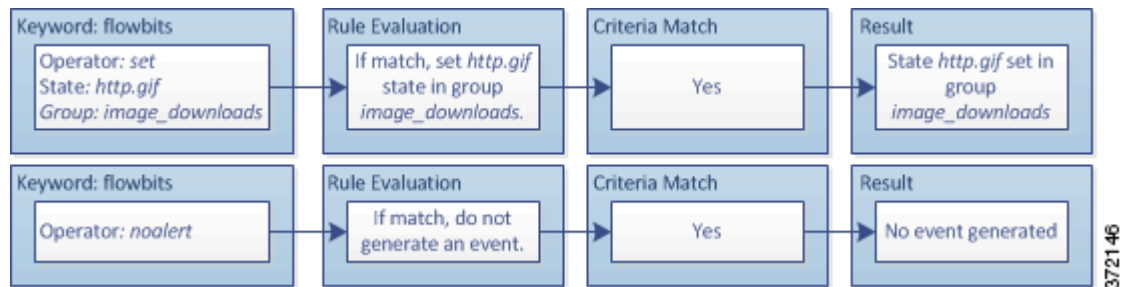 Keyword: flowbits
Operator: set
State: http.gif
Group: image_downloads
Rule Evaluation
If match, set http.gif
state in group
image_downloads.
Criteria Match
Yes
Result
State http.gif set in
group
image_downloads
Keyword: flowbits
Operator: noalert
Rule Evaluation
If match, do not
generate an event.
Criteria Match
Yes
Result
No event generated
372146